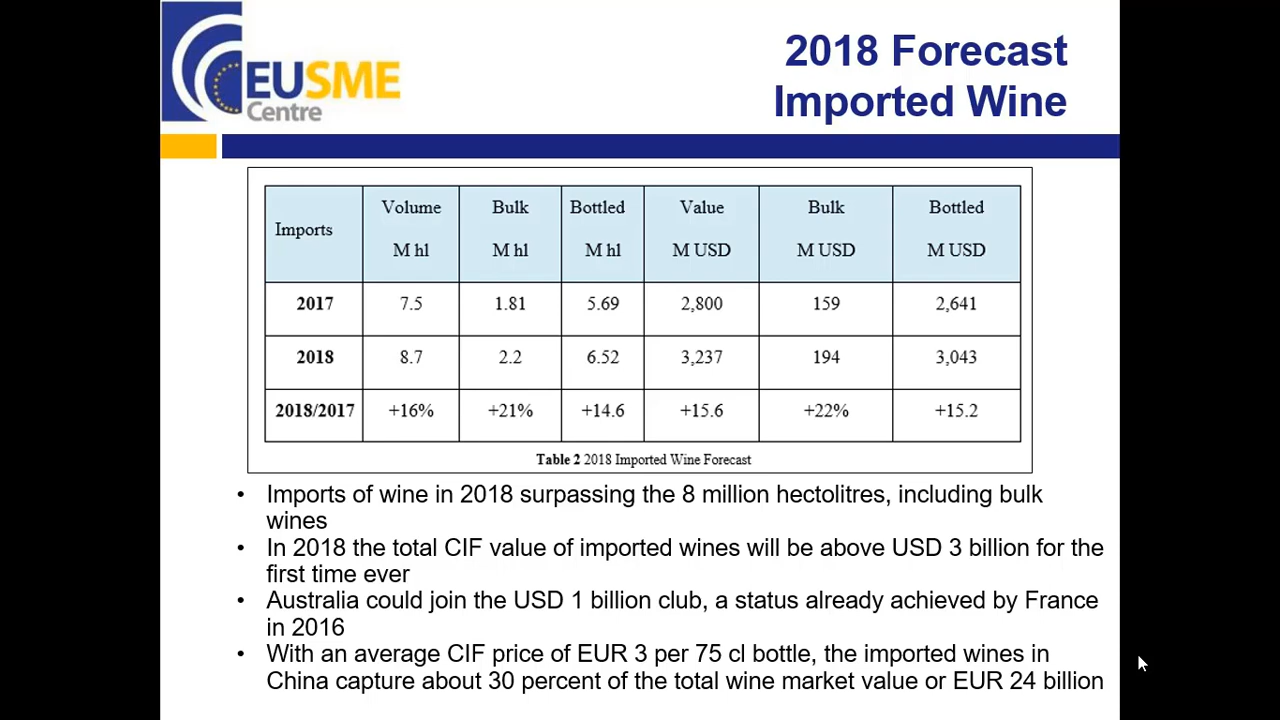 EUSME
Centre
2018 Forecast
Imported Wine
Imports Volume M hl Bulk M hl Bottled M hl Value M USD Bulk M USD Bottled M USD
2017 7.5 1.81 5.69 2,800 159 2,641
2018 8.7 2.2 6.52 3,237 194 3,043
2018/2017 +16% +21% +14.6 +15.6 +22% +15.2
Table 2 2018 Imported Wine Forecast
• Imports of wine in 2018 surpassing the 8 million hectolitres, including bulk
wines
• In 2018 the total CIF value of imported wines will be above USD 3 billion for the
first time ever
• Australia could join the USD 1 billion club, a status already achieved by France
in 2016
• With an average CIF price of EUR 3 per 75 cl bottle, the imported wines in
China capture about 30 percent of the total wine market value or EUR 24 billion